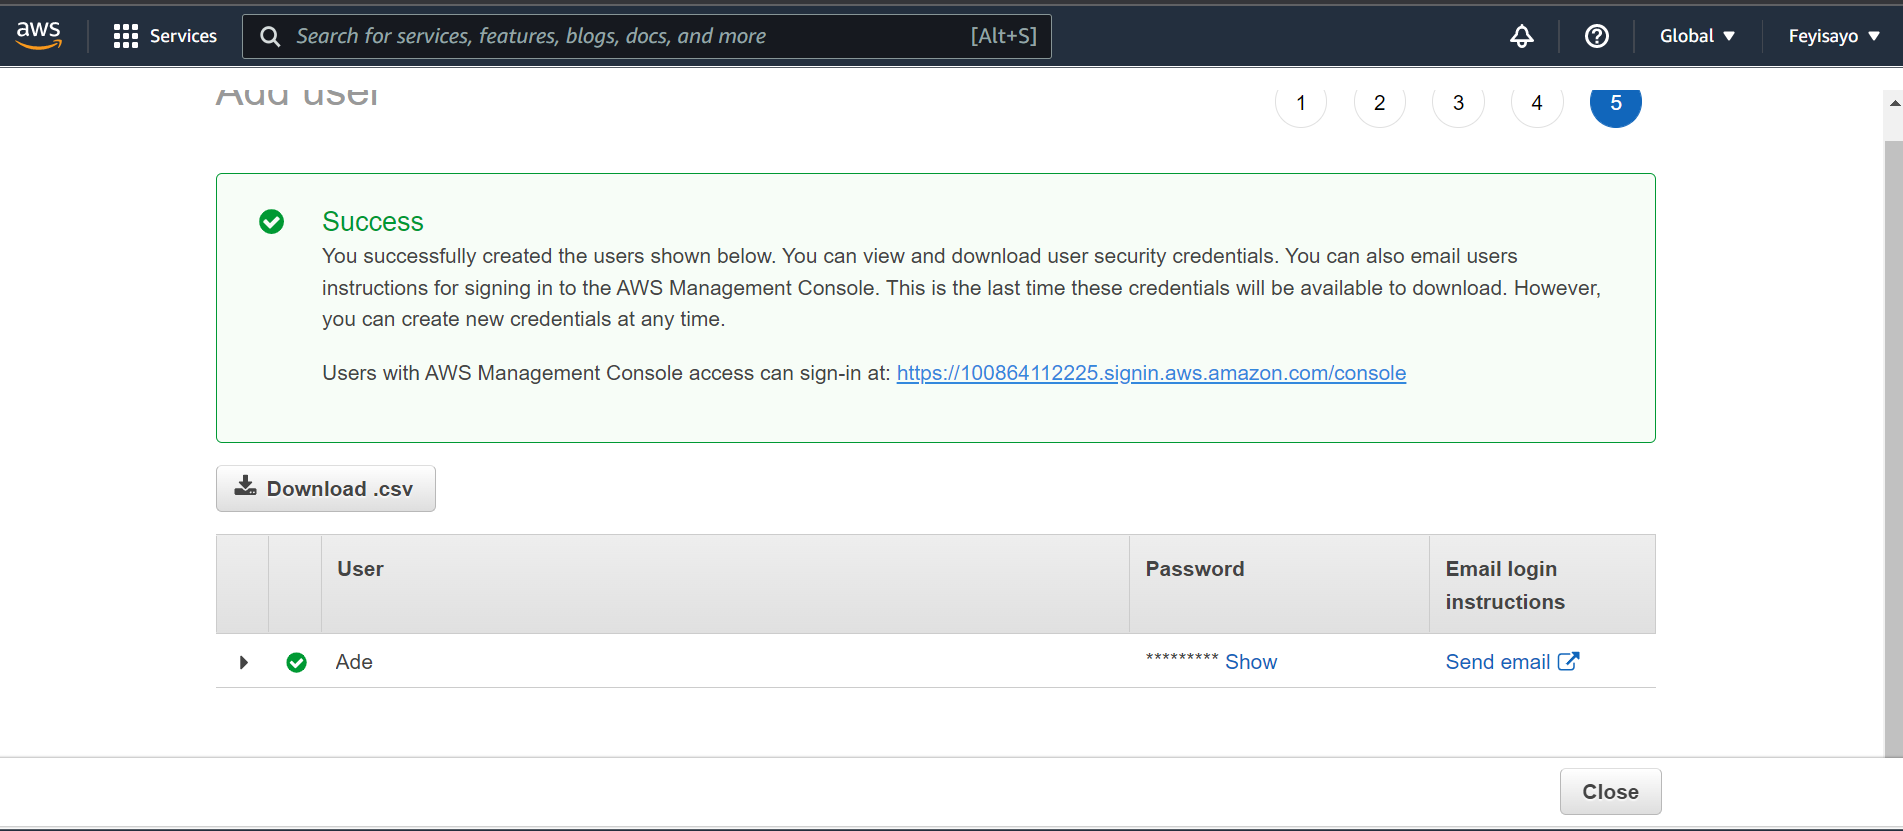 aws
Services
Search for services, features, blogs, docs, and more
[Alt+S]
Global
Feyisayo
Add user
1
2
3
4
5
Success
You successfully created the users shown below. You can view and download user security credentials. You can also email users
instructions for signing in to the AWS Management Console. This is the last time these credentials will be available to download. However,
you can create new credentials at any time.
Users with AWS Management Console access can sign-in at: https://100864112225.signin.aws.amazon.com/console
Download .csv
User
Password
Email login
instructions
Ade
********* Show
Send email
Close